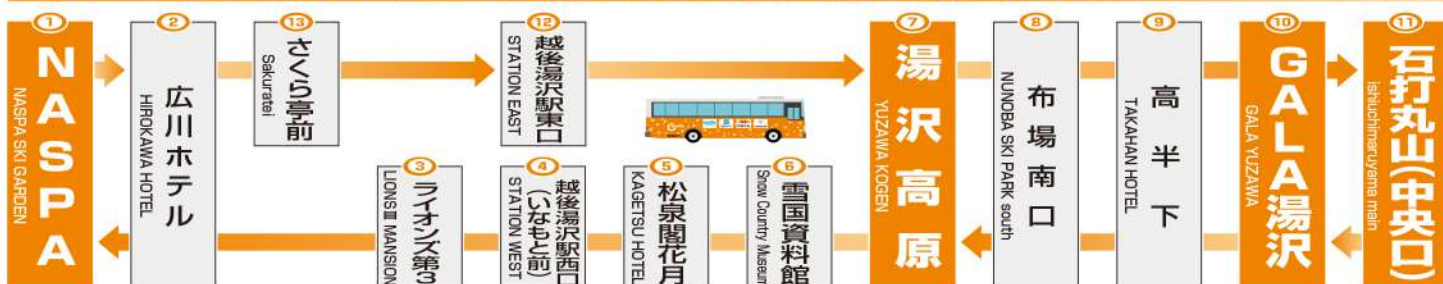 ①
NASPA
NASPA SKI GARDEN
②
広川ホテル
HIROKAWA HOTEL
⑬
さくら亭前
Sakuratei
⑫
越後湯沢駅東口
STATION EAST
③
ライオンズ第3
LIONSⅢ MANSION
④
越後湯沢駅西口
(いなもと前)
STATION WEST
⑤
松泉閣花月
KAGETSU HOTEL
⑥
雪国資料館
Snow Country Museum
⑦
湯沢高原
YUZAWA KOGEN
⑧
布場南口
NUNOBA SKI PARK south
⑨
高半下
TAKAHAN HOTEL
⑩
GALA湯沢
GALA YUZAWA
⑪
石打丸山(中央口)
ishiuchimaruyama main